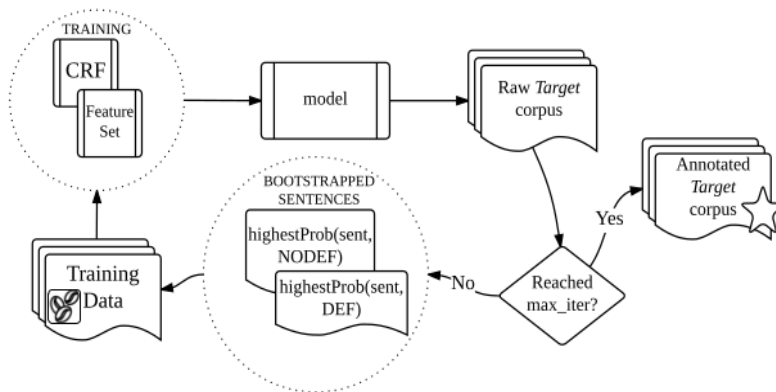 TRAINING
CRF
Feature
Set
model
Raw Target
corpus
Annotated
Target
corpus
Yes
Reached
max_iter?
No
BOOTSTRAPPED
SENTENCES
highestProb(sent,
NODEF)
highestProb(sent,
DEF)
Training
Data